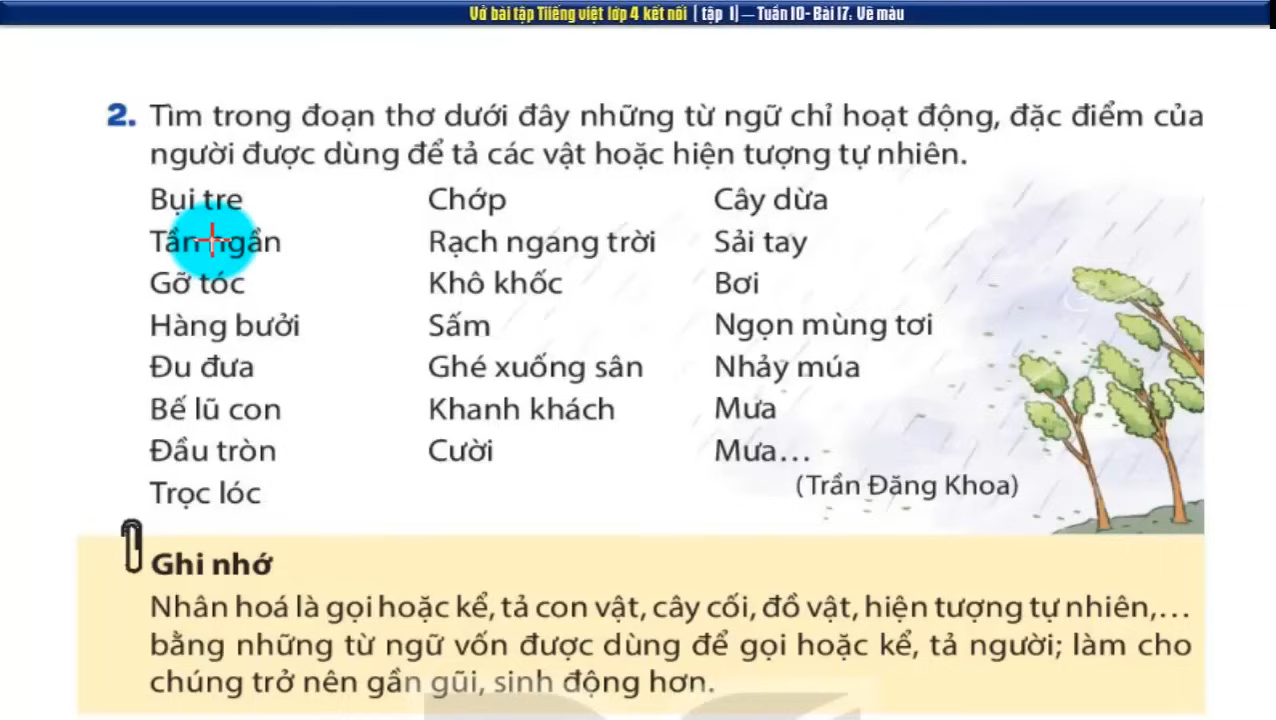 Vở bài tập Tiiếng việt lớp 4 kết nối [ tập 1] – Tuần 10- Bài 17: Vẽ màu
2. Tìm trong đoạn thơ dưới đây những từ ngữ chỉ hoạt động, đặc điểm của
người được dùng để tả các vật hoặc hiện tượng tự nhiên.
Bụi tre
Tần ngần
Gỡ tóc
Hàng bưởi
Đu đưa
Bế lũ con
Đầu tròn
Trọc lóc
Chớp
Rạch ngang trời
Khô khốc
Sấm
Ghé xuống sân
Khanh khách
Cười
Cây dừa
Sải tay
Bơi
Ngọn mùng tơi
Nhảy múa
Mưa
Mưa...
(Trần Đăng Khoa)
Ghi nhớ
Nhân hoá là gọi hoặc kể, tả con vật, cây cối, đồ vật, hiện tượng tự nhiên,...
bằng những từ ngữ vốn được dùng để gọi hoặc kể, tả người; làm cho
chúng trở nên gần gũi, sinh động hơn.